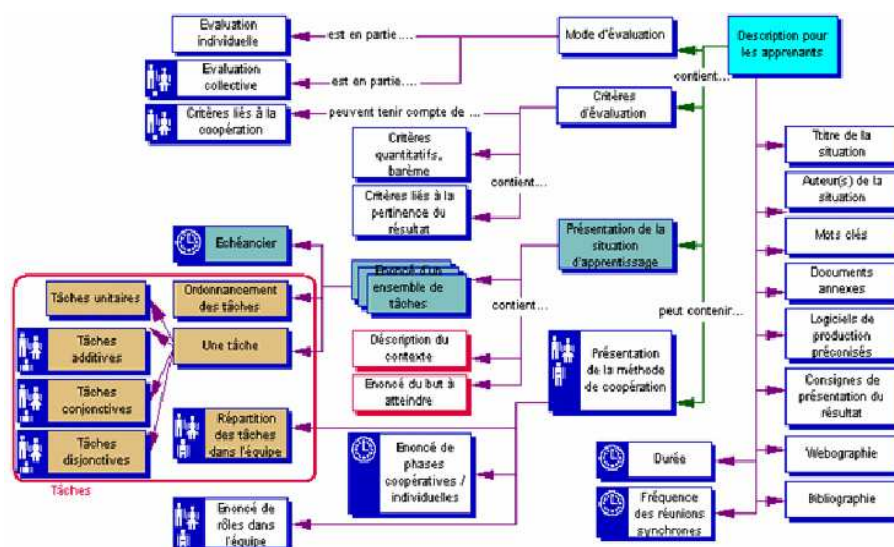 Evaluation
individuelle
est en partie....
Mode d'évaluation
Description pour
les apprenants
Evaluation
collective
est en partie....
contient...
Critères liés à la
coopération
peuvent tenir compte de ...
Critères
d'évaluation
Critères
quantitatifs,
barème
contient...
Critères liés à la
pertinence du
résultat
Ttitre de la
situation
Auteur(s) de la
situation
Mots clés
Documents
annexes
Logiciels de
production
préconisés
Consignes de
présentation du
résultat
Webographie
Bibliographie
Echéancier
Enoncé d'un
ensemble de
tâches
Présentation de la
situation
d'apprentissage
contient...
peut contenir...
Tâches unitaires
Ordonnancement
des tâches
Une tâche
Tâches
additives
Tâches
conjonctives
Tâches
disjonctives
Répartition
des tâches
dans l'équipe
Tâches
Déscription du
contexte
Enoncé du but à
atteindre
Présentation
de la méthode
de coopération
Enoncé de
phases
coopératives /
individuelles
Enoncé de
rôles dans
l'équipe
Durée
Fréquence
des réunions
synchrones